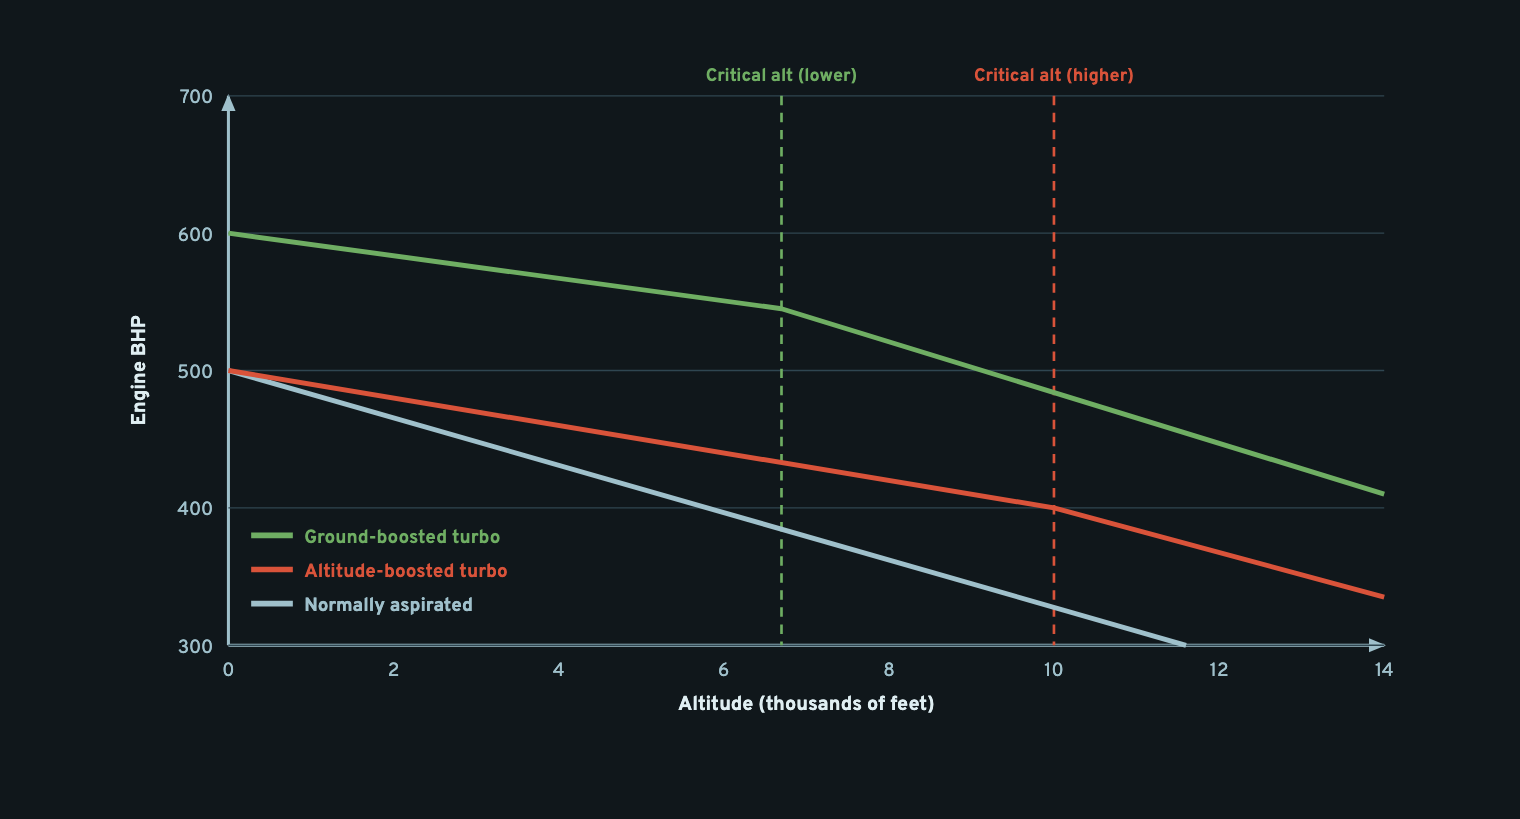 Critical alt (lower)
Critical alt (higher)
700
600
500
400
300
Engine BHP
Ground-boosted turbo
Altitude-boosted turbo
Normally aspirated
0
2
4
6
8
10
12
14
Altitude (thousands of feet)